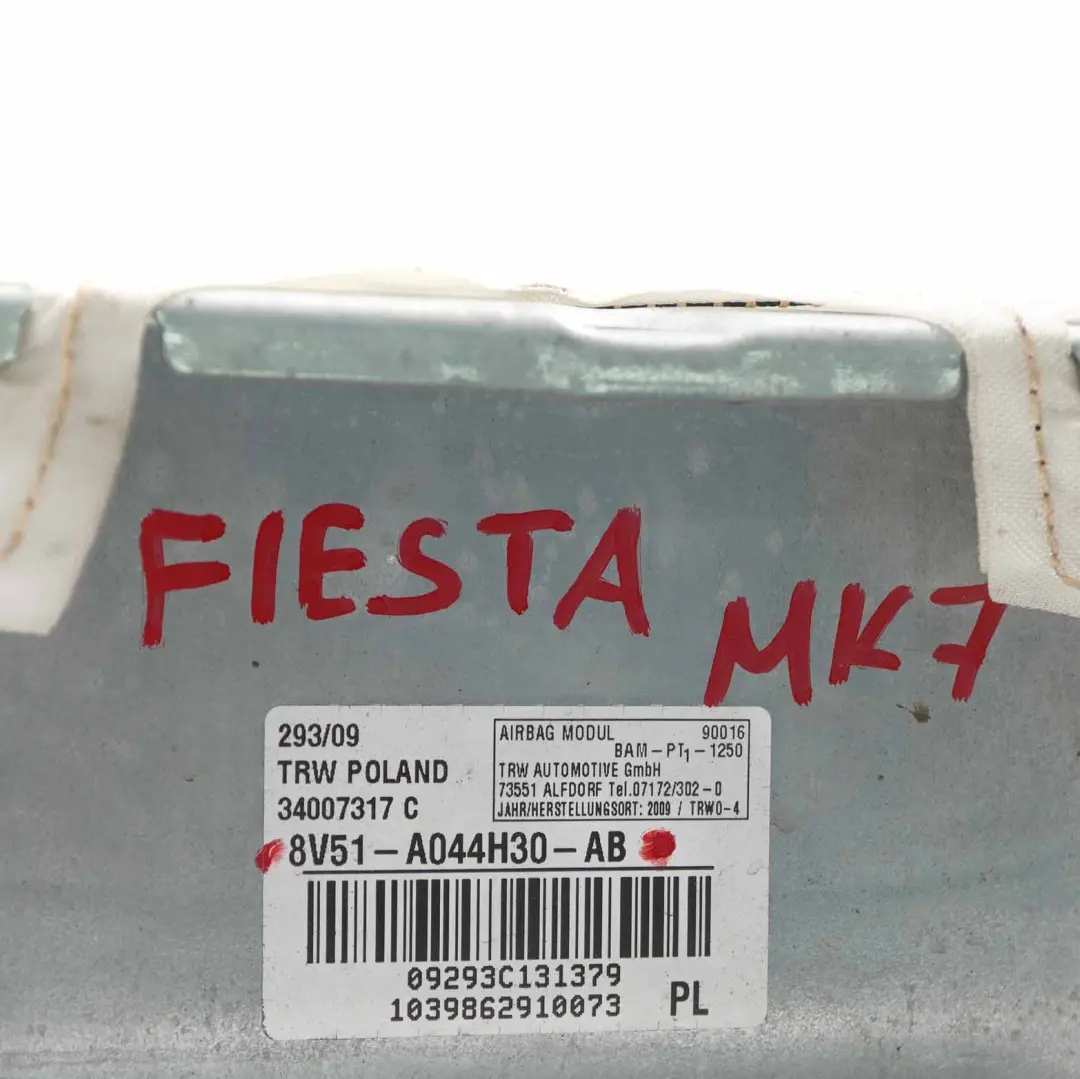 FIESTA
MK7
293/09
TRW POLAND
34007317 C
AIRBAG MODUL 90016
BAM-PT1-1250
TRW AUTOMOTIVE GmbH
73551 ALFDORF Tel.07172/302-0
JAHR/HERSTELLUNGSORT: 2009 / TRWO-4
8V51-A044H30-AB
09293C131379
1039862910073
PL